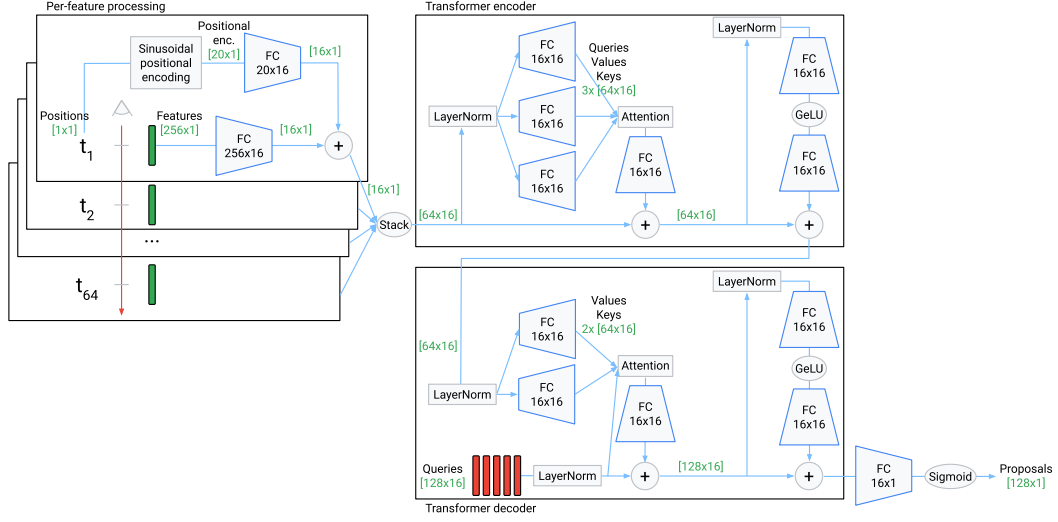 Per-feature processing
Sinusoidal
positional
encoding
Positional
enc.
[20x1]
FC
20x16
[16x1]
Positions
[1x1]
Features
[256x1]
FC
256x16
[16x1]
+
t1
[16x1]
t2
...
t64
Stack
Transformer encoder
[64x16]
LayerNorm
FC
16x16
FC
16x16
FC
16x16
Queries
Values
Keys
3x [64x16]
Attention
FC
16x16
+
[64x16]
LayerNorm
FC
16x16
GeLU
FC
16x16
+
[64x16]
LayerNorm
FC
16x16
FC
16x16
Values
Keys
2x [64x16]
Attention
FC
16x16
Queries
[128x16]
LayerNorm
+
[128x16]
LayerNorm
FC
16x16
GeLU
FC
16x16
+
FC
16x1
Sigmoid
Proposals
[128x1]
Transformer decoder